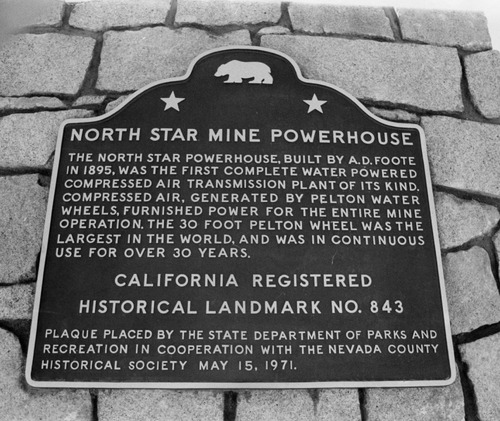 NORTH STAR MINE POWERHOUSE
THE NORTH STAR POWERHOUSE, BUILT BY A.D. FOOTE
IN 1895, WAS THE FIRST COMPLETE WATER POWERED
COMPRESSED AIR TRANSMISSION PLANT OF ITS KIND.
COMPRESSED AIR, GENERATED BY PELTON WATER
WHEELS, FURNISHED POWER FOR THE ENTIRE MINE
OPERATION. THE 30 FOOT PELTON WHEEL WAS THE
LARGEST IN THE WORLD, AND WAS IN CONTINUOUS
USE FOR OVER 30 YEARS.
CALIFORNIA REGISTERED
HISTORICAL LANDMARK NO. 843
PLAQUE PLACED BY THE STATE DEPARTMENT OF PARKS AND
RECREATION IN COOPERATION WITH THE NEVADA COUNTY
HISTORICAL SOCIETY MAY 15, 1971.